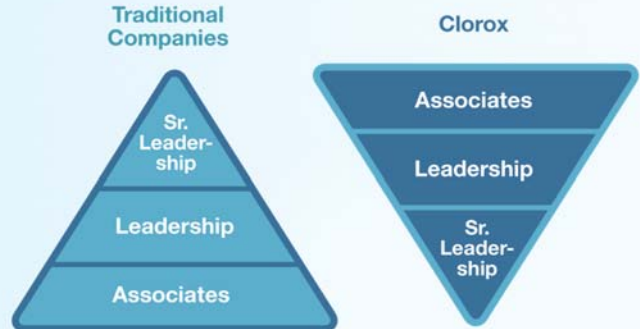 Traditional
Companies
Sr.
Leader-
ship
Leadership
Associates
Clorox
Associates
Leadership
Sr.
Leader-
ship